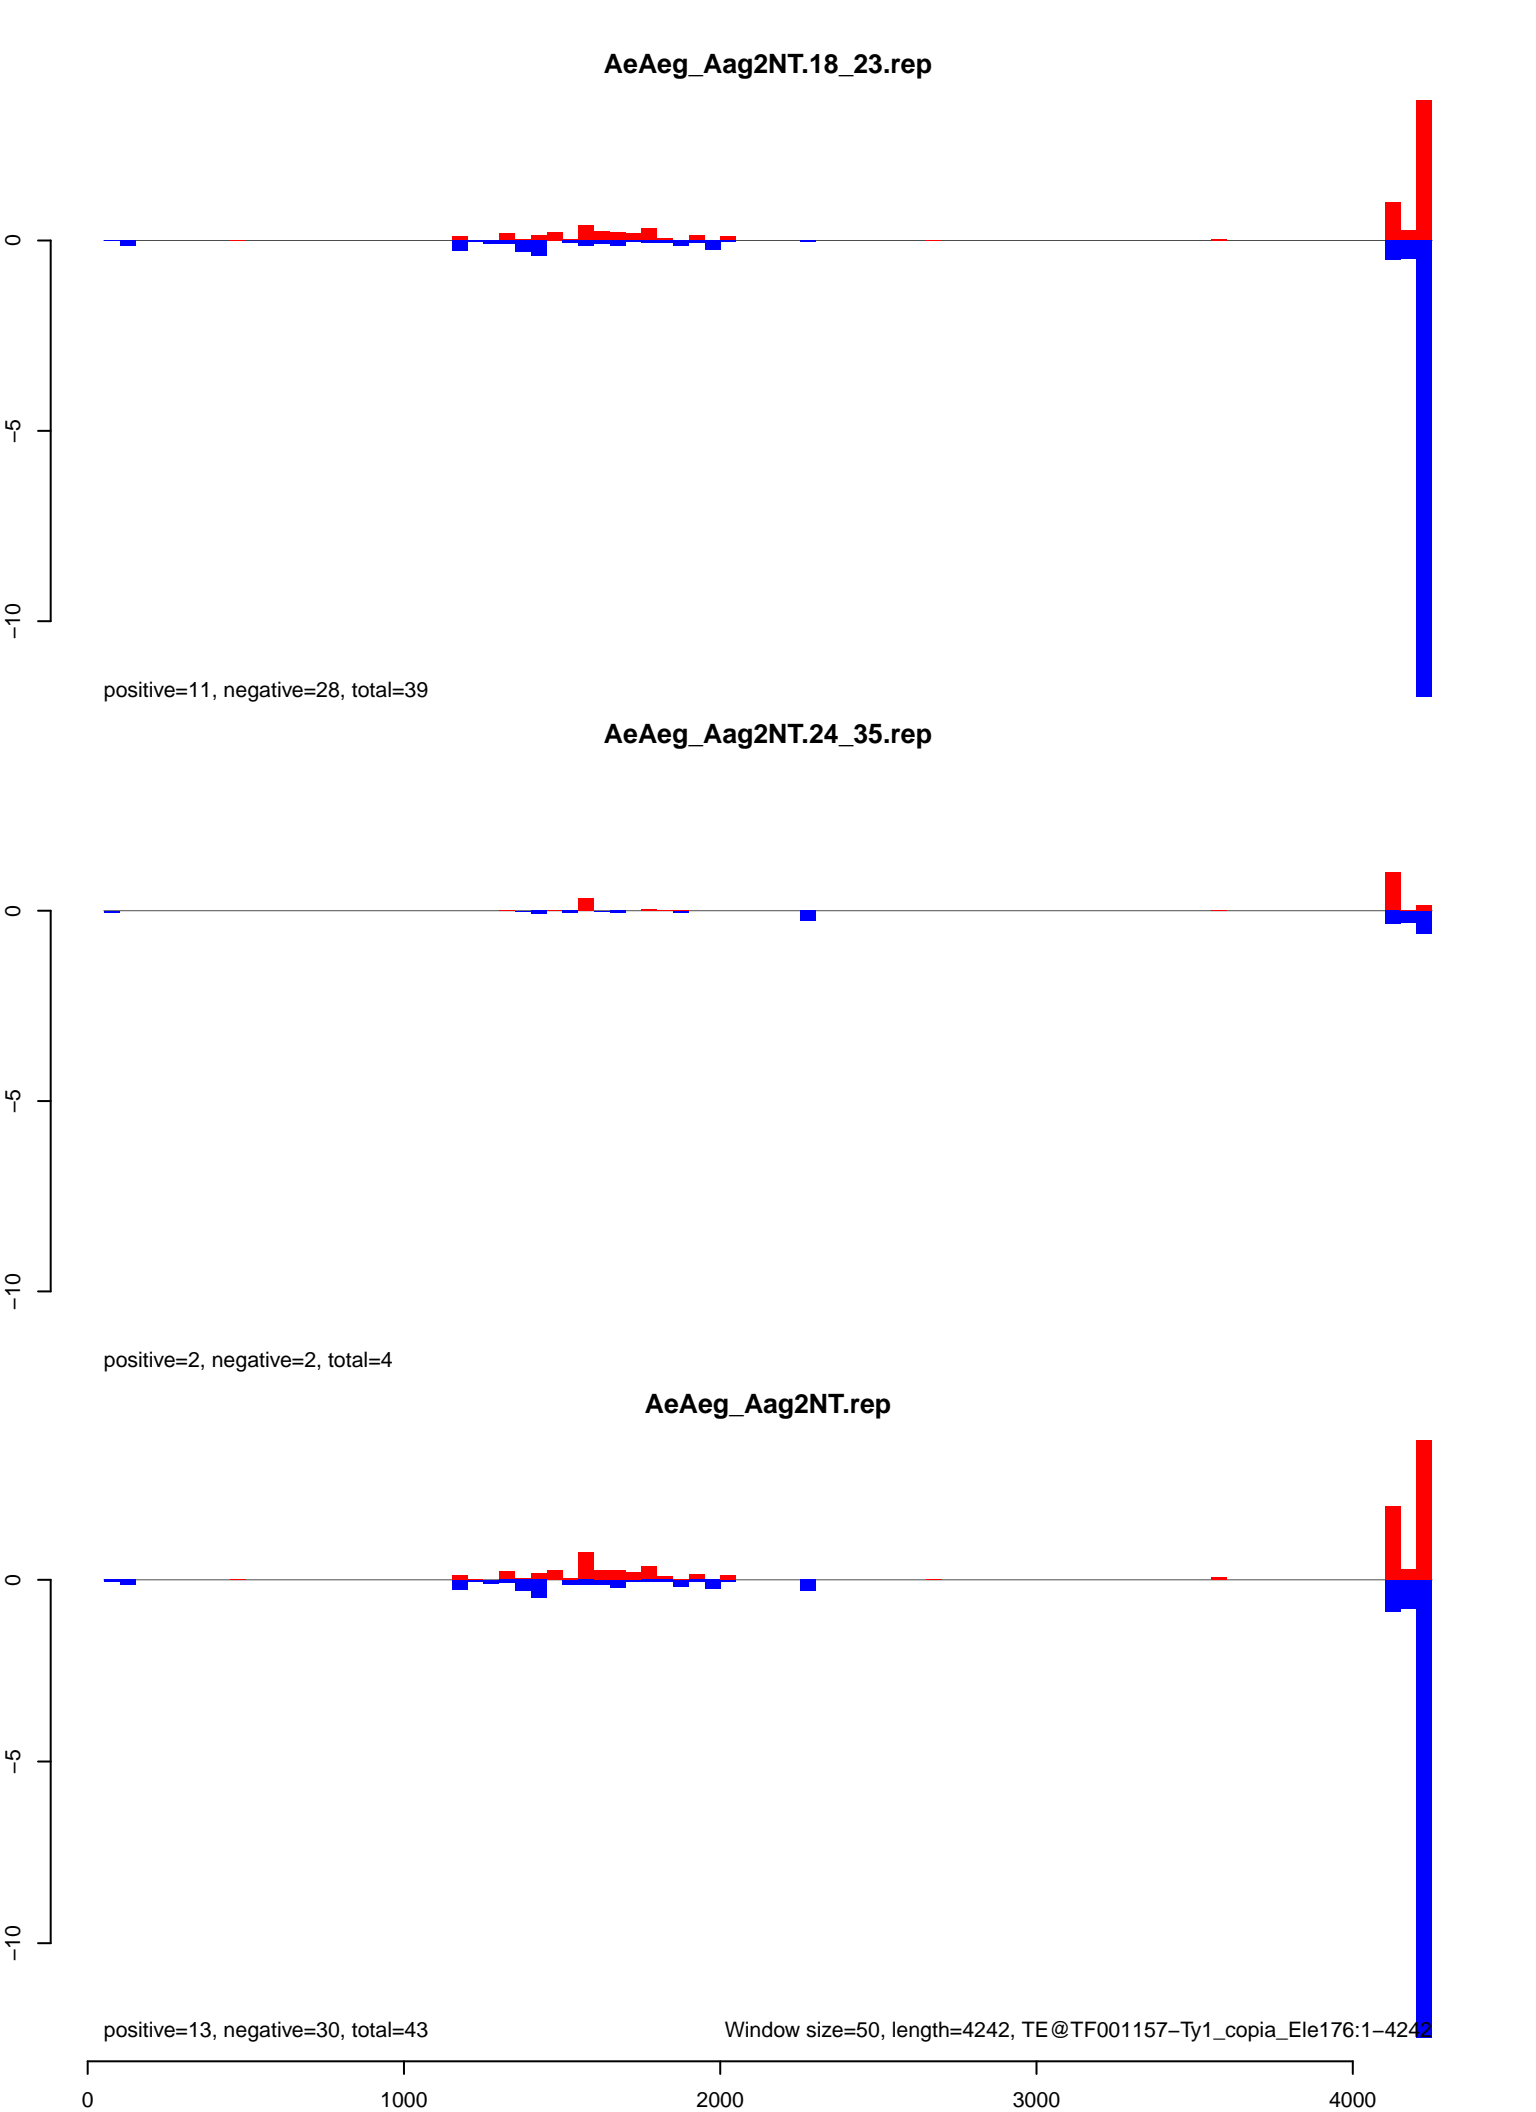 AeAeg_Aag2NT.18_23.rep
0
−5
−10
positive=11, negative=28, total=39
AeAeg_Aag2NT.24_35.rep
0
−5
−10
positive=2, negative=2, total=4
AeAeg_Aag2NT.rep
0
−5
−10
positive=13, negative=30, total=43
Window size=50, length=4242, TE@TF001157−Ty1_copia_Ele176:1−4242
0 1000 2000 3000 4000